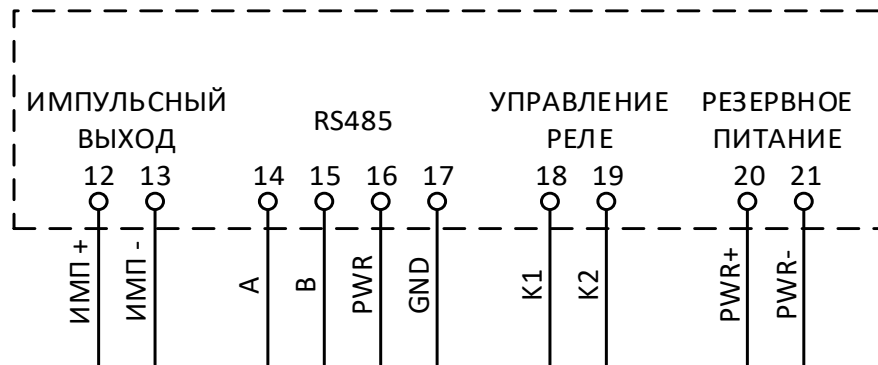 ИМПУЛЬСНЫЙ
ВЫХОД
RS485
УПРАВЛЕНИЕ
РЕЛЕ
РЕЗЕРВНОЕ
ПИТАНИЕ
12 13 14 15 16 17 18 19 20 21
ИМП +
ИМП -
A
B
PWR
GND
K1
K2
PWR+
PWR-